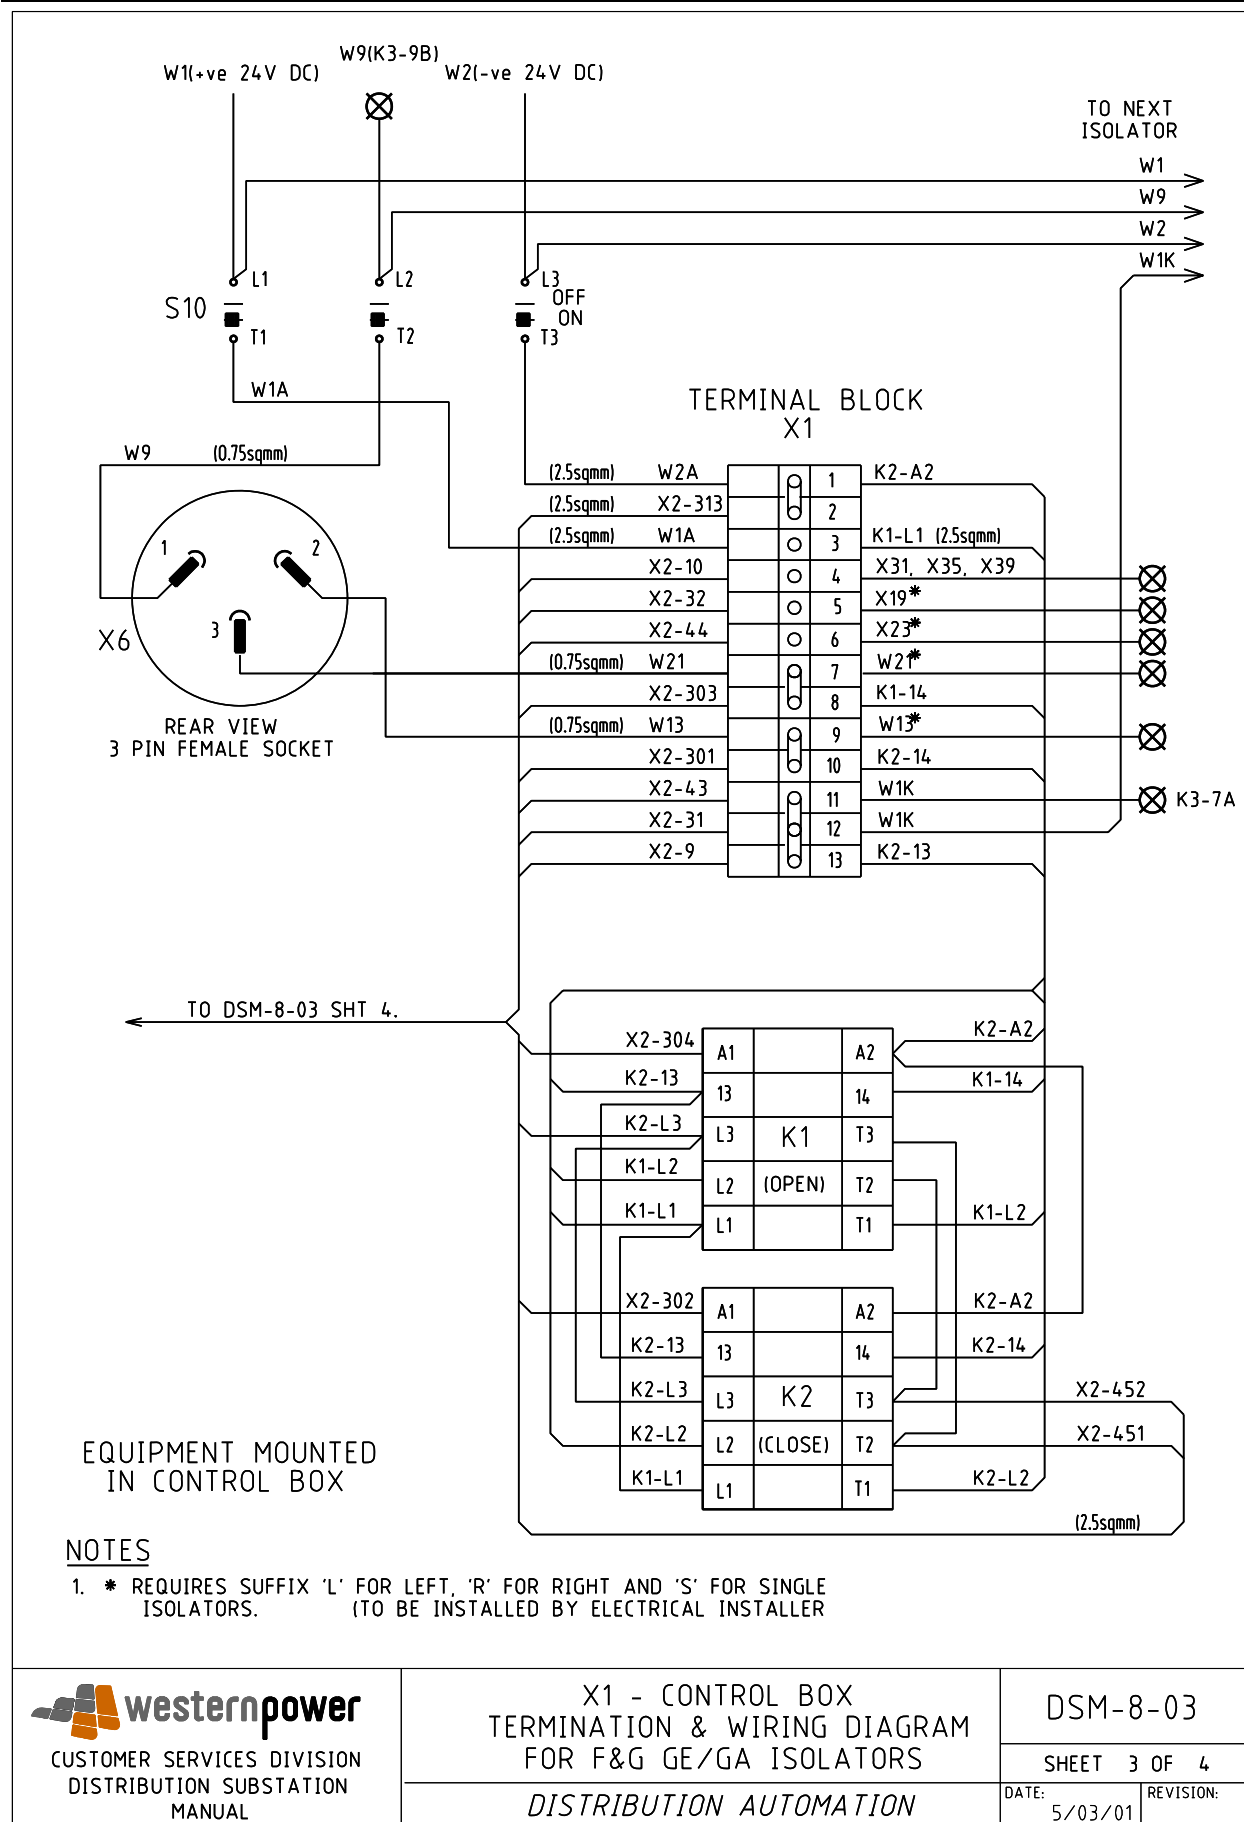 W9(K3-9B)
W1(+ve 24V DC)
W2(-ve 24V DC)
TO NEXT
ISOLATOR
W1
W9
W2
W1K
L1
L2
L3
S10
OFF
ON
T1
T2
T3
W1A
TERMINAL BLOCK
X1
W9 (0.75sqmm)
(2.5sqmm) W2A 1 K2-A2
(2.5sqmm) X2-313 2
(2.5sqmm) W1A 3 K1-L1 (2.5sqmm)
X2-10 4 X31, X35, X39
X2-32 5 X19*
X2-44 6 X23*
(0.75sqmm) W21 7 W21*
X2-303 8 K1-14
(0.75sqmm) W13 9 W13*
X2-301 10 K2-14
X2-43 11 W1K K3-7A
X2-31 12 W1K
X2-9 13 K2-13
1
2
3
X6
REAR VIEW
3 PIN FEMALE SOCKET
TO DSM-8-03 SHT 4.
X2-304 A1 A2 K2-A2
K2-13 13 14 K1-14
K2-L3 L3 K1 T3
K1-L2 L2 (OPEN) T2
K1-L1 L1 T1 K1-L2
X2-302 A1 A2 K2-A2
K2-13 13 14 K2-14
K2-L3 L3 K2 T3 X2-452
K2-L2 L2 (CLOSE) T2 X2-451
K1-L1 L1 T1 K2-L2
(2.5sqmm)
EQUIPMENT MOUNTED
IN CONTROL BOX
NOTES
1. * REQUIRES SUFFIX 'L' FOR LEFT, 'R' FOR RIGHT AND 'S' FOR SINGLE
ISOLATORS. (TO BE INSTALLED BY ELECTRICAL INSTALLER
westernpower
CUSTOMER SERVICES DIVISION
DISTRIBUTION SUBSTATION
MANUAL
X1 - CONTROL BOX
TERMINATION & WIRING DIAGRAM
FOR F&G GE/GA ISOLATORS
DISTRIBUTION AUTOMATION
DSM-8-03
SHEET 3 OF 4
DATE:
5/03/01
REVISION: